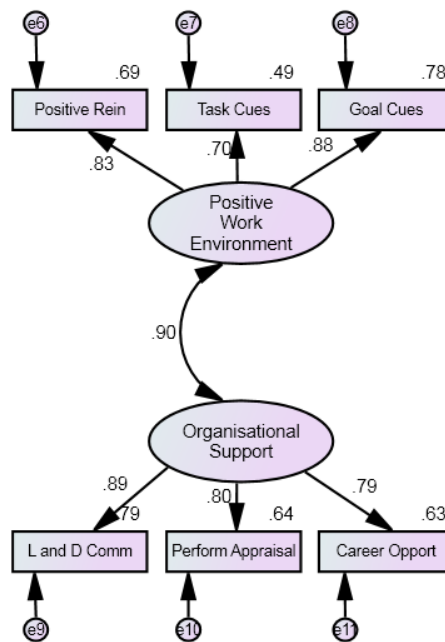 e6
e7
e8
.69
.49
.78
Positive Rein
Task Cues
Goal Cues
.83
.70
.88
Positive
Work
Environment
.90
Organisational
Support
.89
.80
.79
.79
.64
.63
L and D Comm
Perform Appraisal
Career Opport
e9
e10
e11